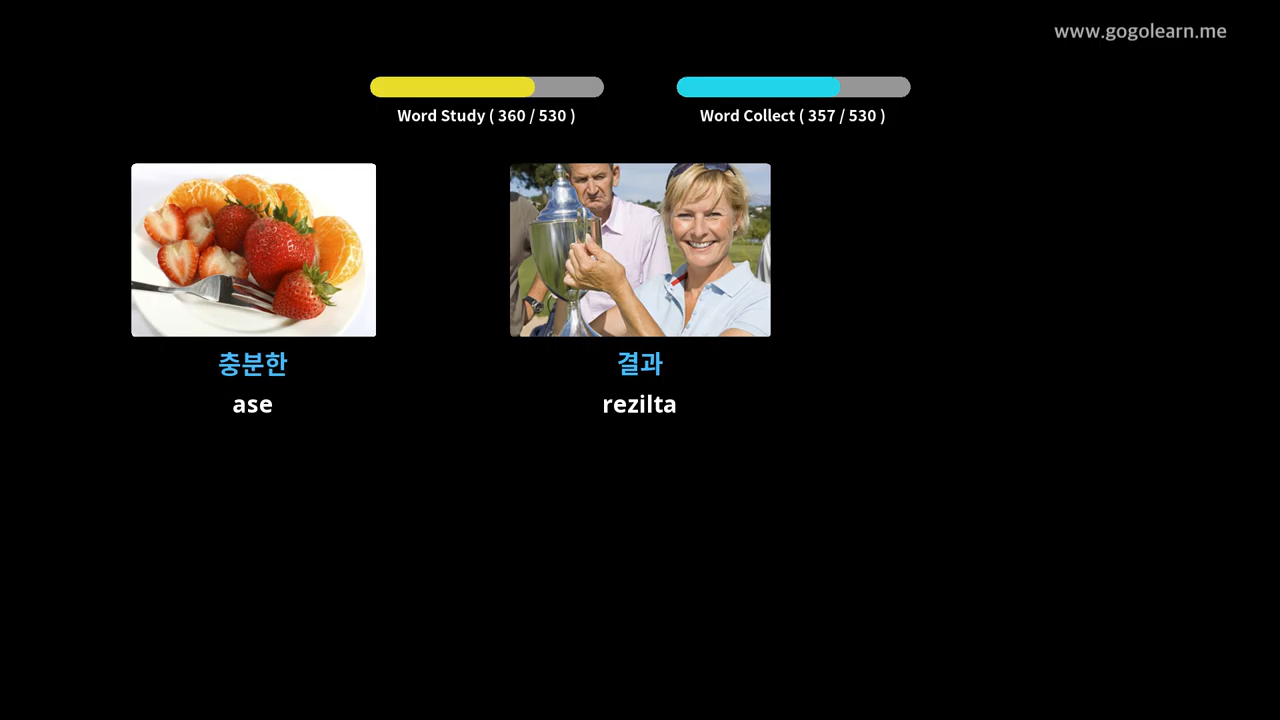 www.gogolearn.me
Word Study ( 360 / 530 )
Word Collect ( 357 / 530 )
충분한
ase
결과
rezilta